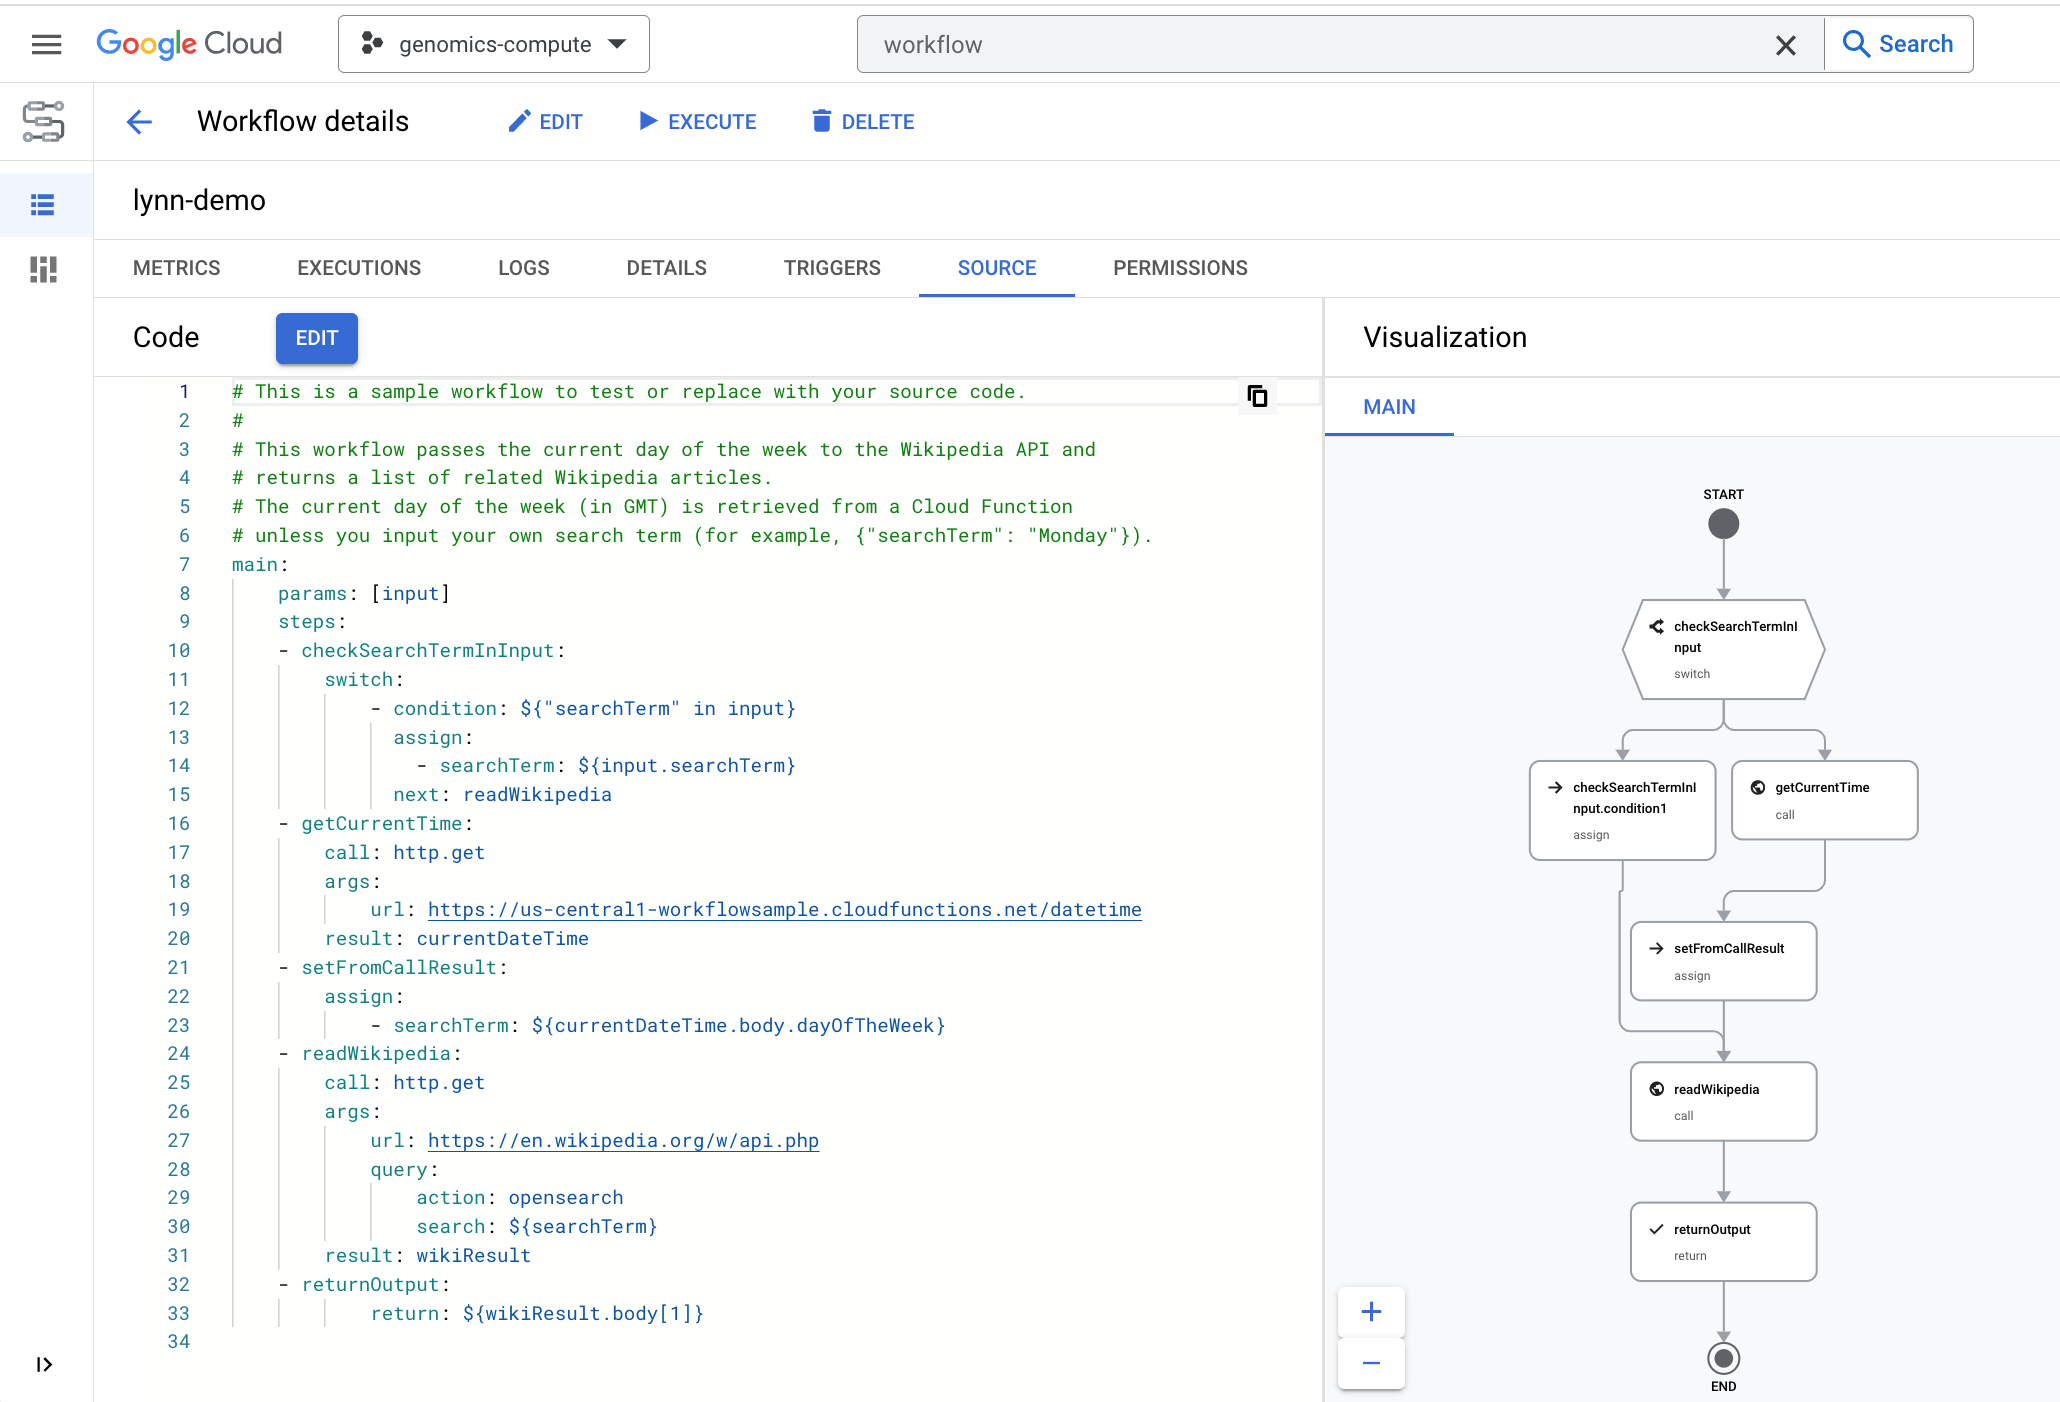 Google Cloud
genomics-compute
workflow
Search
Workflow details
EDIT
EXECUTE
DELETE
lynn-demo
METRICS
EXECUTIONS
LOGS
DETAILS
TRIGGERS
SOURCE
PERMISSIONS
Code
EDIT
1 # This is a sample workflow to test or replace with your source code.
2 #
3 # This workflow passes the current day of the week to the Wikipedia API and
4 # returns a list of related Wikipedia articles.
5 # The current day of the week (in GMT) is retrieved from a Cloud Function
6 # unless you input your own search term (for example, {"searchTerm": "Monday"}).
7 main:
8 params: [input]
9 steps:
10 - checkSearchTermInInput:
11 switch:
12 - condition: ${"searchTerm" in input}
13 assign:
14 - searchTerm: ${input.searchTerm}
15 next: readWikipedia
16 - getCurrentTime:
17 call: http.get
18 args:
19 url: https://us-central1-workflowsample.cloudfunctions.net/datetime
20 result: currentDateTime
21 - setFromCallResult:
22 assign:
23 - searchTerm: ${currentDateTime.body.dayOfTheWeek}
24 - readWikipedia:
25 call: http.get
26 args:
27 url: https://en.wikipedia.org/w/api.php
28 query:
29 action: opensearch
30 search: ${searchTerm}
31 result: wikiResult
32 - returnOutput:
33 return: ${wikiResult.body[1]}
34
Visualization
MAIN
START
checkSearchTermInI
nput
switch
checkSearchTermInI
nput.condition1
assign
getCurrentTime
call
setFromCallResult
assign
readWikipedia
call
returnOutput
return
END